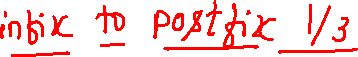 infix to postfix 1/3